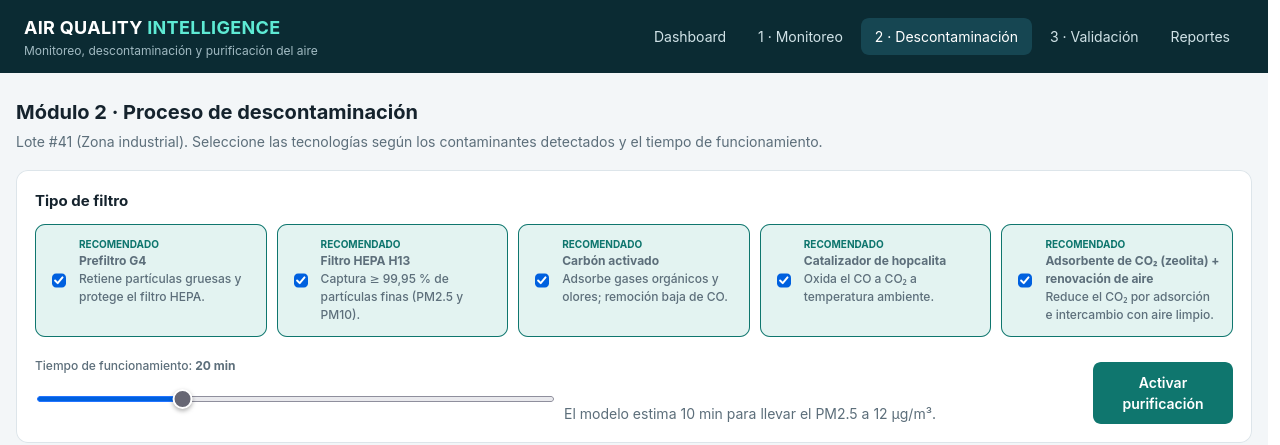 AIR QUALITY INTELLIGENCE
Monitoreo, descontaminación y purificación del aire
Dashboard
1 · Monitoreo
2 · Descontaminación
3 · Validación
Reportes
Módulo 2 · Proceso de descontaminación
Lote #41 (Zona industrial). Seleccione las tecnologías según los contaminantes detectados y el tiempo de funcionamiento.
Tipo de filtro
RECOMENDADO
Prefiltro G4
Retiene partículas gruesas y
protege el filtro HEPA.
RECOMENDADO
Filtro HEPA H13
Captura ≥ 99,95 % de
partículas finas (PM2.5 y
PM10).
RECOMENDADO
Carbón activado
Adsorbe gases orgánicos y
olores; remoción baja de CO.
RECOMENDADO
Catalizador de hopcalita
Oxida el CO a CO₂ a
temperatura ambiente.
RECOMENDADO
Adsorbente de CO₂ (zeolita) +
renovación de aire
Reduce el CO₂ por adsorción
e intercambio con aire limpio.
Tiempo de funcionamiento: 20 min
El modelo estima 10 min para llevar el PM2.5 a 12 µg/m³.
Activar
purificación